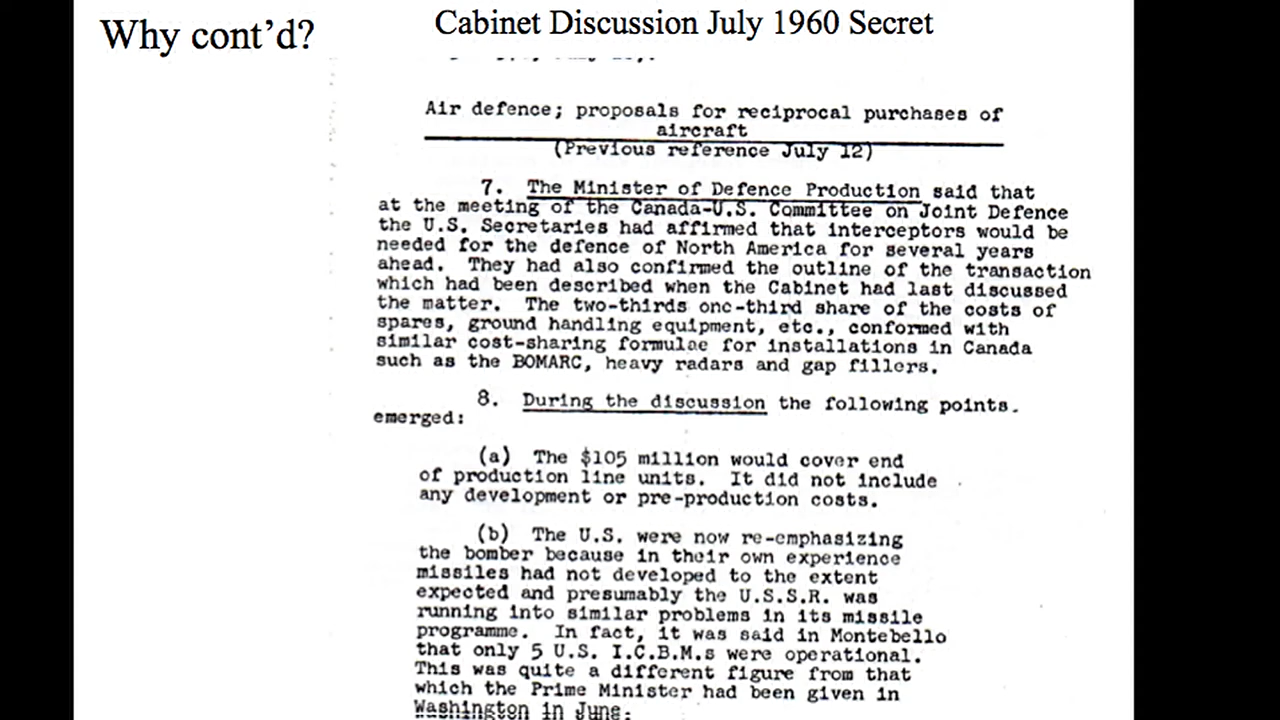 Why cont’d?
Cabinet Discussion July 1960 Secret
Air defence; proposals for reciprocal purchases of
aircraft
(Previous reference July 12)
7. The Minister of Defence Production said that
at the meeting of the Canada-U.S. Committee on Joint Defence
the U.S. Secretaries had affirmed that interceptors would be
needed for the defence of North America for several years
ahead. They had also confirmed the outline of the transaction
which had been described when the Cabinet had last discussed
the matter. The two-thirds one-third share of the costs of
spares, ground handling equipment, etc., conformed with
similar cost-sharing formulae for installations in Canada
such as the BOMARC, heavy radars and gap fillers.
8. During the discussion the following points.
emerged:
(a) The $105 million would cover end
of production line units. It did not include
any development or pre-production costs.
(b) The U.S. were now re-emphasizing
the bomber because in their own experience
missiles had not developed to the extent
expected and presumably the U.S.S.R. was
running into similar problems in its missile
programme. In fact, it was said in Montebello
that only 5 U.S. I.C.B.M.s were operational.
This was quite a different figure from that
which the Prime Minister had been given in
Washington in June.